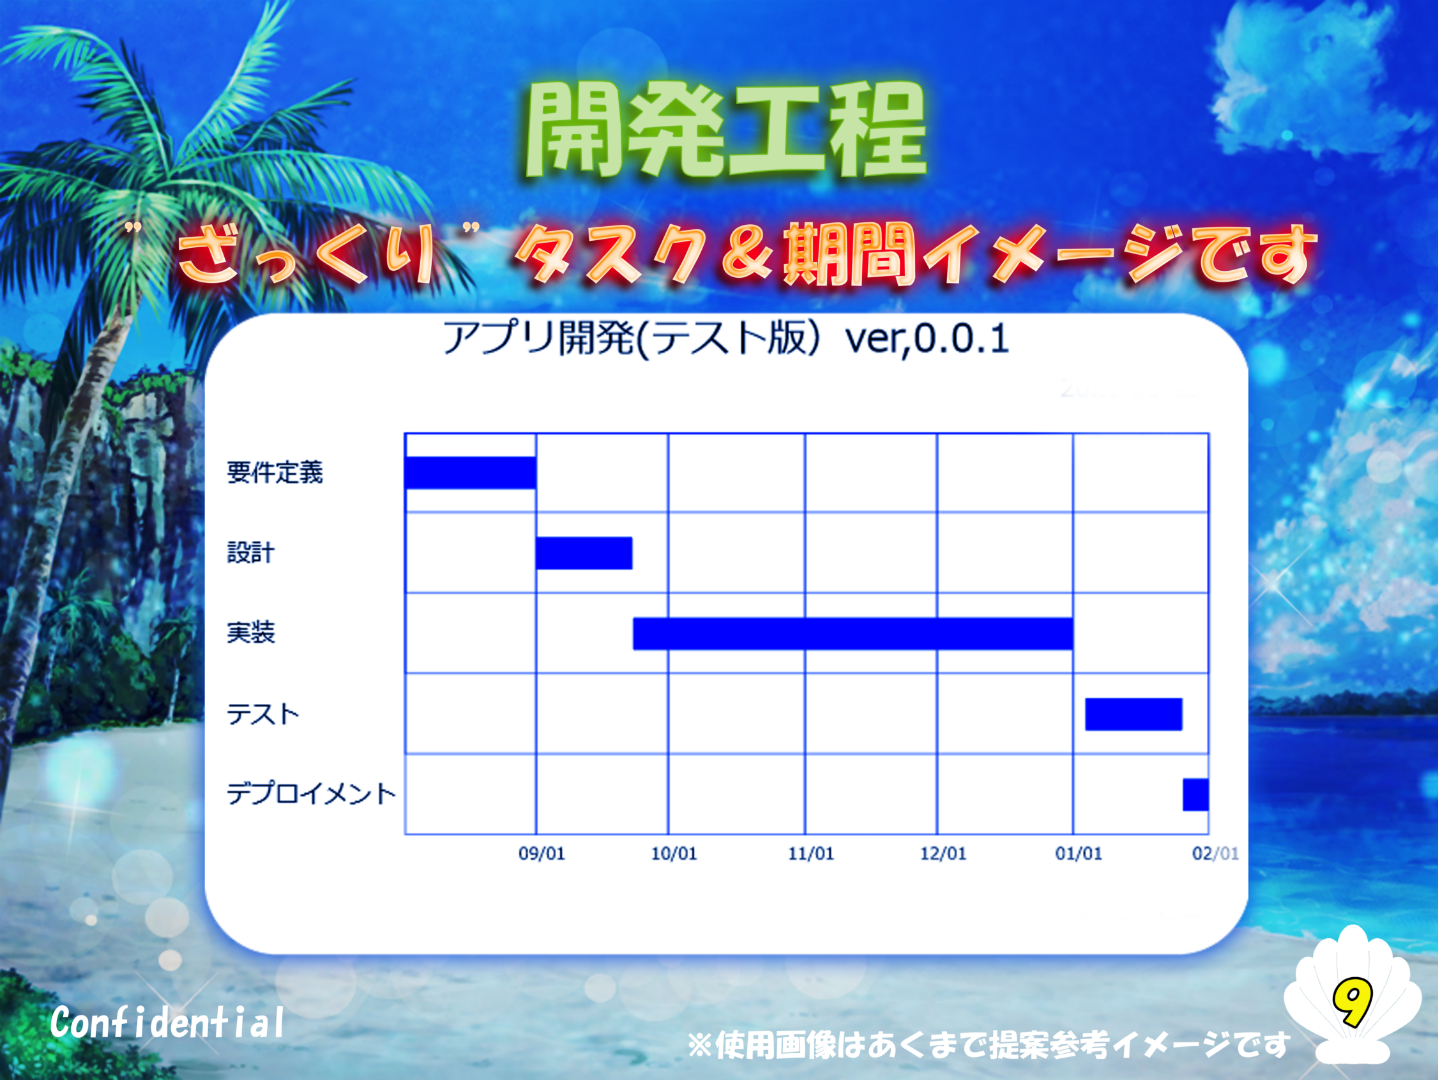 開発工程
”ざっくり”タスク＆期間イメージです
アプリ開発(テスト版）ver,0.0.1
要件定義
設計
実装
テスト
デプロイメント
09/01 10/01 11/01 12/01 01/01 02/01
Confidential
※使用画像はあくまで提案参考イメージです
9